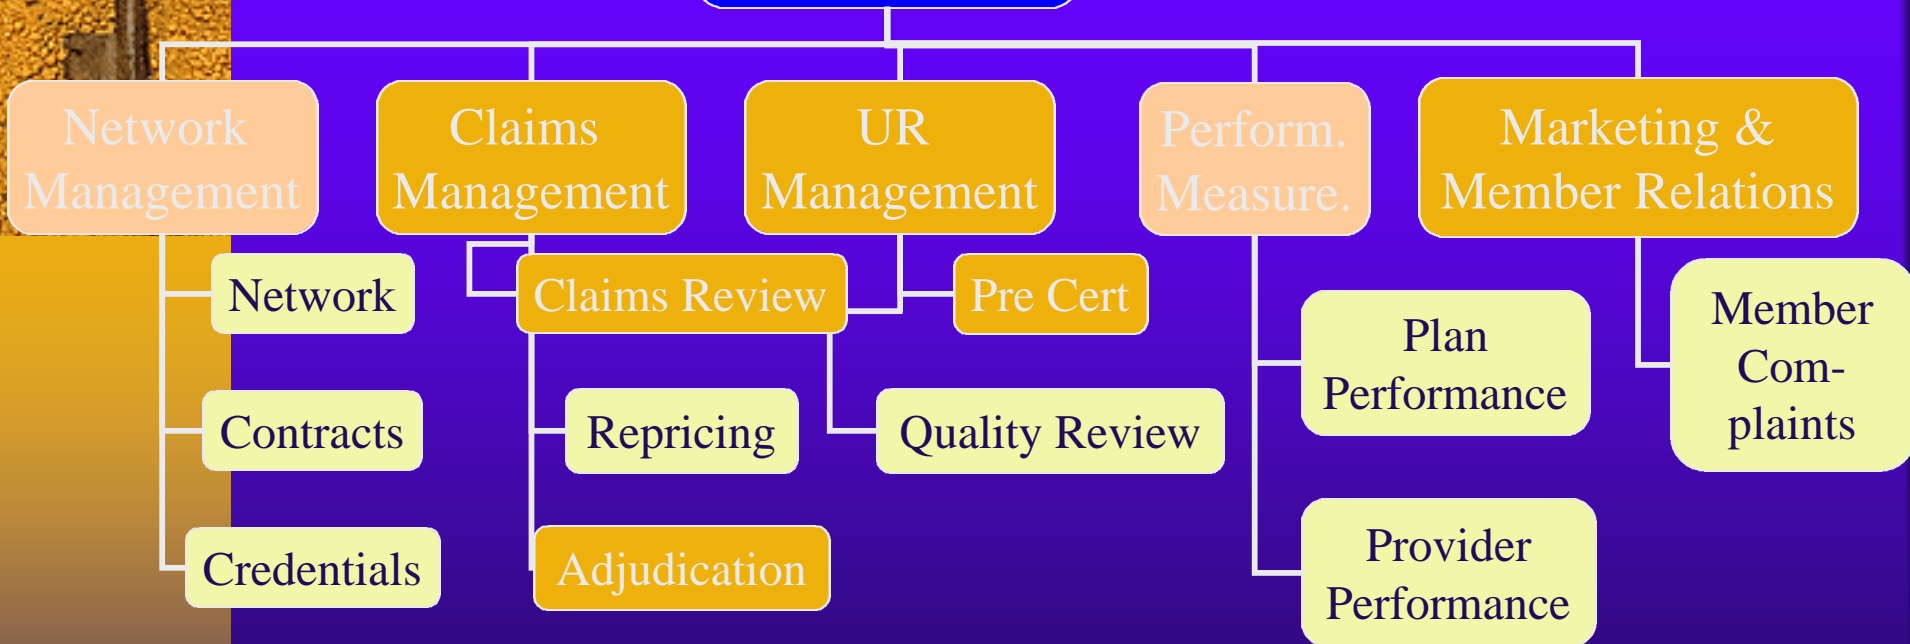 Network
Management
Claims
Management
UR
Management
Perform.
Measure.
Marketing &
Member Relations
Network
Claims Review
Pre Cert
Plan
Performance
Member
Com-
plaints
Contracts
Repricing
Quality Review
Credentials
Adjudication
Provider
Performance